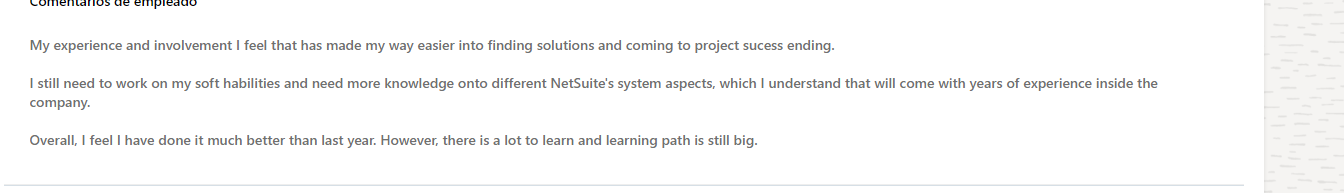 Comentarios de empleado
My experience and involvement I feel that has made my way easier into finding solutions and coming to project sucess ending.
I still need to work on my soft habilities and need more knowledge onto different NetSuite's system aspects, which I understand that will come with years of experience inside the
company.
Overall, I feel I have done it much better than last year. However, there is a lot to learn and learning path is still big.